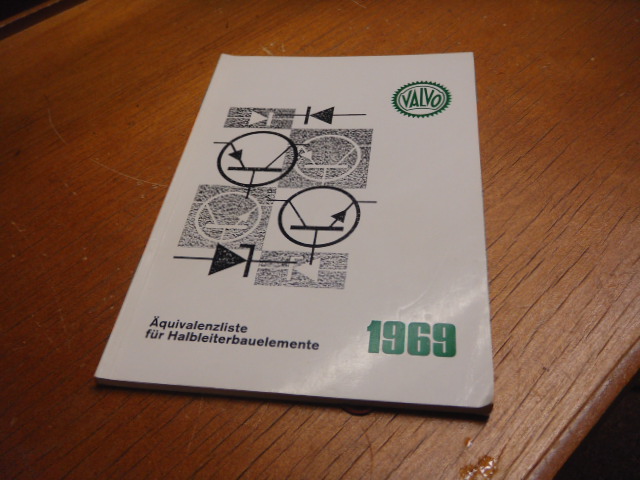 VALVO
Äquivalenzliste
für Halbleiterbauelemente
1969